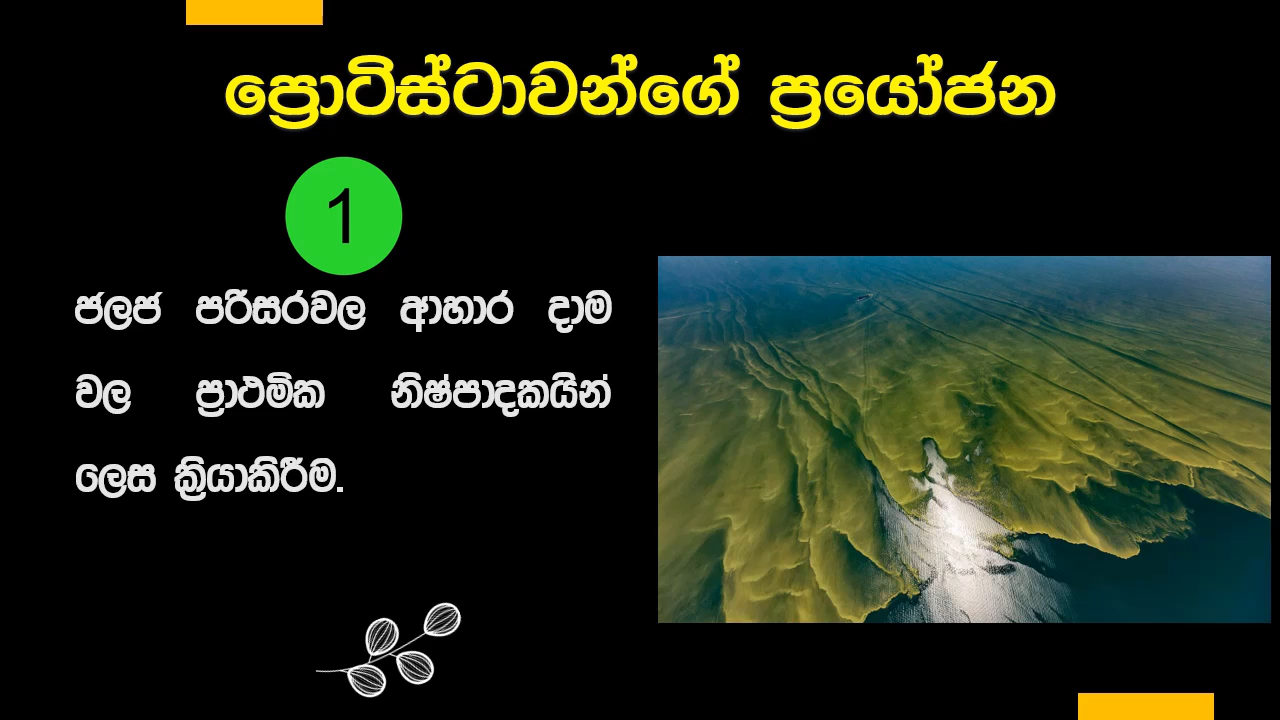 ප්‍රොටිස්ටාවන්ගේ ප්‍රයෝජන
1
ජලජ පරිසරවල ආහාර දාම
වල ප්‍රාථමික නිෂ්පාදකයින්
ලෙස ක්‍රියාකිරීම.